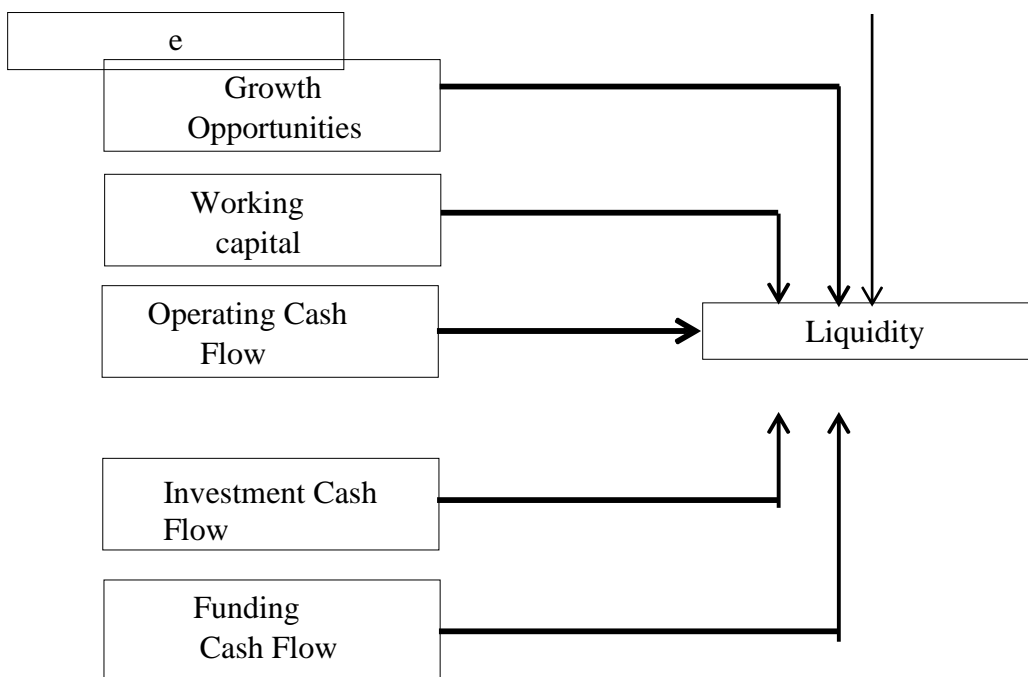 e
Growth
Opportunities
Working
capital
Operating Cash
Flow
Liquidity
Investment Cash
Flow
Funding
Cash Flow